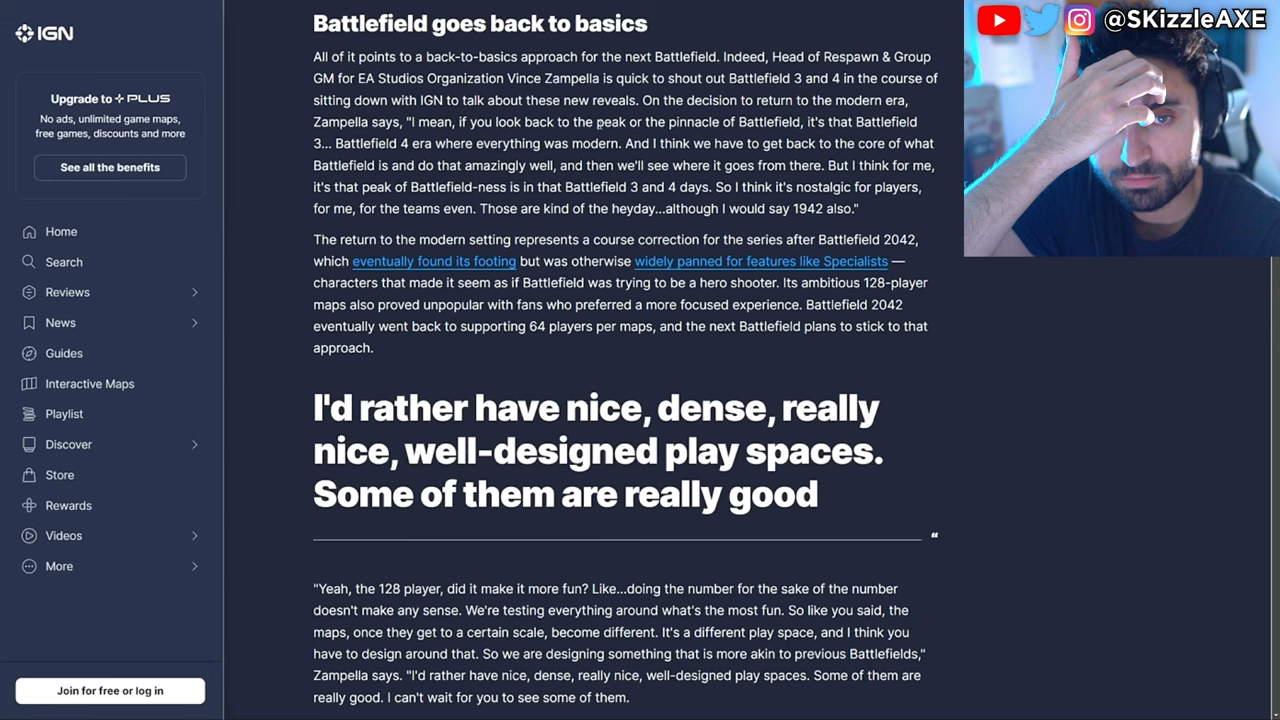 IGN
Upgrade to PLUS
No ads, unlimited game maps,
free games, discounts and more
See all the benefits
Home
Search
Reviews
News
Guides
Interactive Maps
Playlist
Discover
Store
Rewards
Videos
More
Join for free or log in
Battlefield goes back to basics
All of it points to a back-to-basics approach for the next Battlefield. Indeed, Head of Respawn & Group
GM for EA Studios Organization Vince Zampella is quick to shout out Battlefield 3 and 4 in the course of
sitting down with IGN to talk about these new reveals. On the decision to return to the modern era,
Zampella says, "I mean, if you look back to the peak or the pinnacle of Battlefield, it's that Battlefield
3... Battlefield 4 era where everything was modern. And I think we have to get back to the core of what
Battlefield is and do that amazingly well, and then we'll see where it goes from there. But I think for me,
it's that peak of Battlefield-ness is in that Battlefield 3 and 4 days. So I think it's nostalgic for players,
for me, for the teams even. Those are kind of the heyday...although I would say 1942 also."
The return to the modern setting represents a course correction for the series after Battlefield 2042,
which eventually found its footing but was otherwise widely panned for features like Specialists —
characters that made it seem as if Battlefield was trying to be a hero shooter. Its ambitious 128-player
maps also proved unpopular with fans who preferred a more focused experience. Battlefield 2042
eventually went back to supporting 64 players per maps, and the next Battlefield plans to stick to that
approach.
I'd rather have nice, dense, really
nice, well-designed play spaces.
Some of them are really good
“
"Yeah, the 128 player, did it make it more fun? Like...doing the number for the sake of the number
doesn't make any sense. We're testing everything around what's the most fun. So like you said, the
maps, once they get to a certain scale, become different. It's a different play space, and I think you
have to design around that. So we are designing something that is more akin to previous Battlefields,"
Zampella says. "I'd rather have nice, dense, really nice, well-designed play spaces. Some of them are
really good. I can't wait for you to see some of them.
@SKizzleAXE